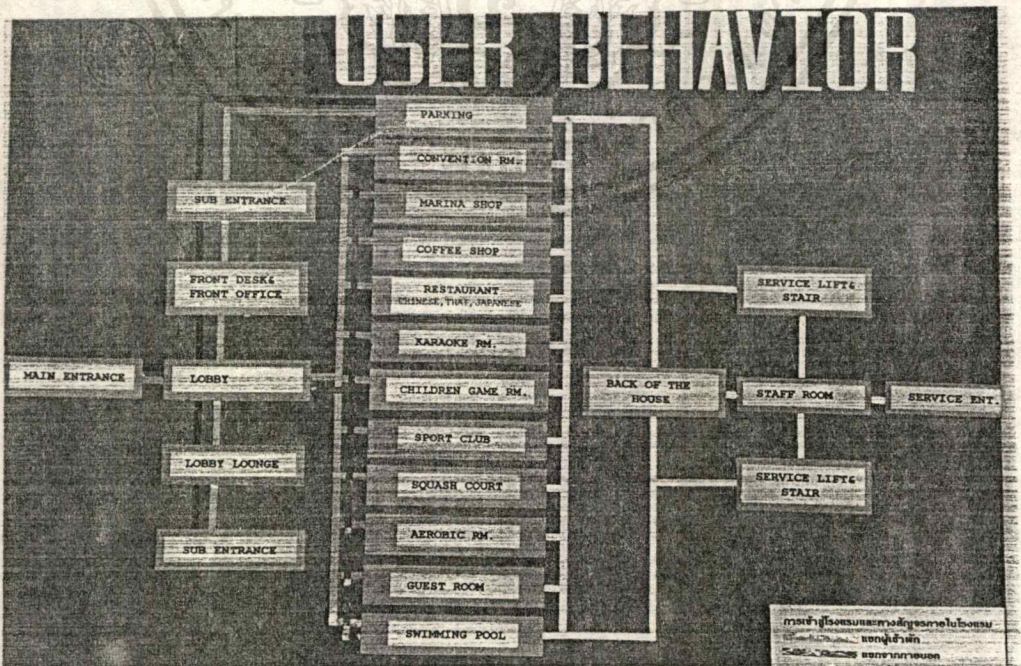 USER BEHAVIOR
PARKING
CONVENTION RM.
SUB ENTRANCE
MARINA SHOP
COFFEE SHOP
FRONT DESK&
FRONT OFFICE
RESTAURANT
CHINESE, THAI, JAPANESE
SERVICE LIFT&
STAIR
KARAOKE RM.
MAIN ENTRANCE
LOBBY
CHILDREN GAME RM.
BACK OF THE
HOUSE
STAFF ROOM
SERVICE ENT.
SPORT CLUB
LOBBY LOUNGE
SQUASH COURT
SERVICE LIFT&
STAIR
AEROBIC RM.
SUB ENTRANCE
GUEST ROOM
SWIMMING POOL
การเข้าสู่โรงแรมและทางสัญจรภายในโรงแรม
แขกผู้เข้าพัก
แขกจากภายนอก